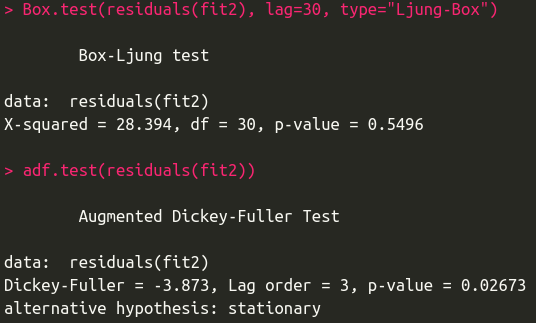 > Box.test(residuals(fit2), lag=30, type="Ljung-Box")
Box-Ljung test
data:  residuals(fit2)
X-squared = 28.394, df = 30, p-value = 0.5496
> adf.test(residuals(fit2))
Augmented Dickey-Fuller Test
data:  residuals(fit2)
Dickey-Fuller = -3.873, Lag order = 3, p-value = 0.02673
alternative hypothesis: stationary